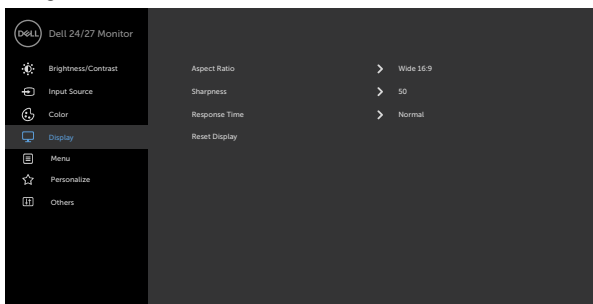 DELL Dell 24/27 Monitor
Brightness/Contrast Aspect Ratio Wide 16:9
Input Source Sharpness 50
Color Response Time Normal
Display Reset Display
Menu
Personalize
Others